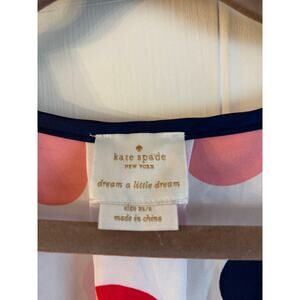 kate spade
NEW YORK
dream a little dream
size xs/s
made in china